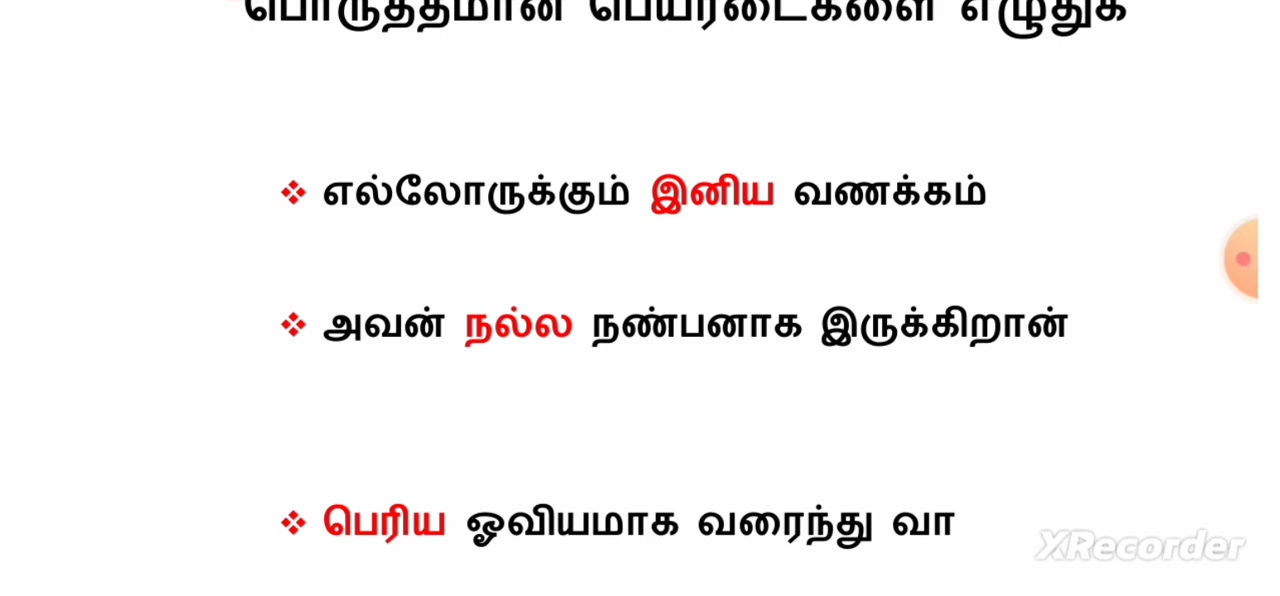 பொருத்தமான பெயரடைகளை எழுதுக
எல்லோருக்கும் இனிய வணக்கம்
அவன் நல்ல நண்பனாக இருக்கிறான்
பெரிய ஓவியமாக வரைந்து வா
XRecorder